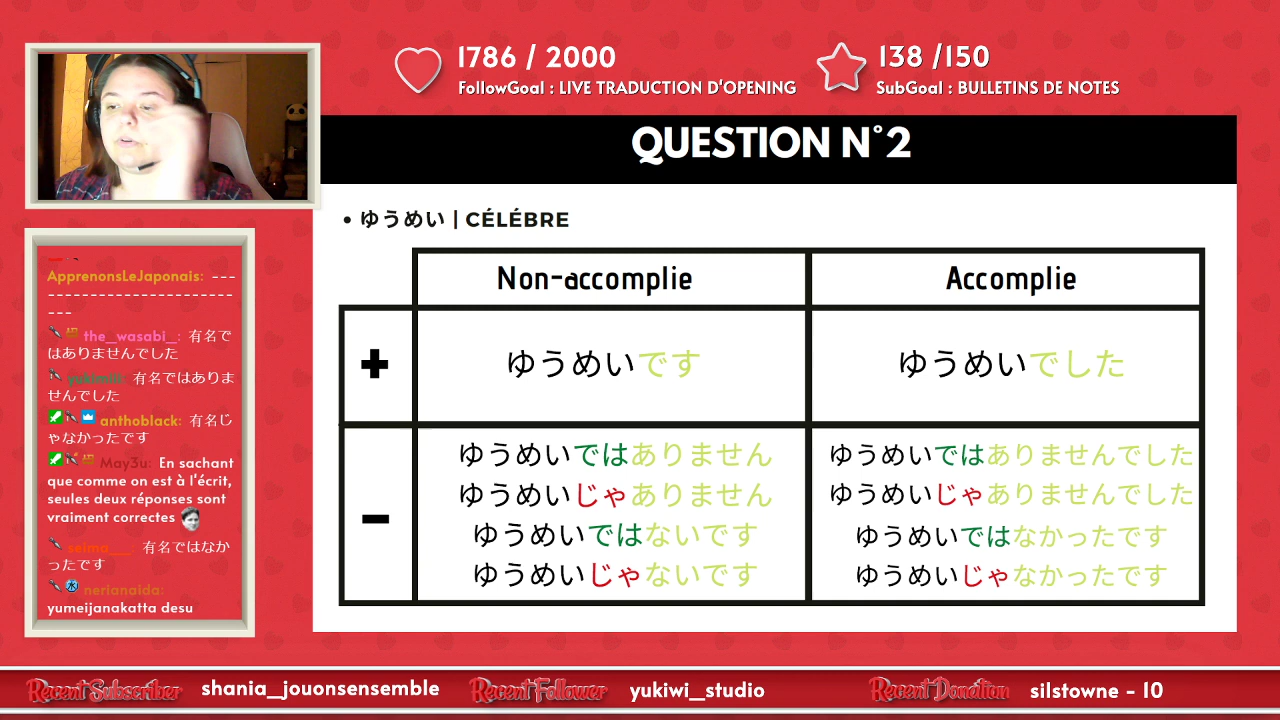 1786 / 2000
FollowGoal : LIVE TRADUCTION D'OPENING
138 /150
SubGoal : BULLETINS DE NOTES
QUESTION N°2
• ゆうめい | CÉLÉBRE
Non-accomplie
Accomplie
+
ゆうめいです
ゆうめいでした
-
ゆうめいではありません
ゆうめいじゃありません
ゆうめいではないです
ゆうめいじゃないです
ゆうめいではありませんでした
ゆうめいじゃありませんでした
ゆうめいではなかったです
ゆうめいじゃなかったです
ApprenonsLeJaponais: ---
-----------------------
---
the_wasabi_: 有名で
はありませんでした
yukimiii: 有名ではありま
せんでした
anthoblack: 有名じ
ゃなかったです
May3u: En sachant
que comme on est à l'écrit,
seules deux réponses sont
vraiment correctes
seima___: 有名ではなか
ったです
nerianaida:
yumeijanakatta desu
Recent Subscriber
shania_jouonsensemble
Recent Follower
yukiwi_studio
Recent Donation
silstowne - 10